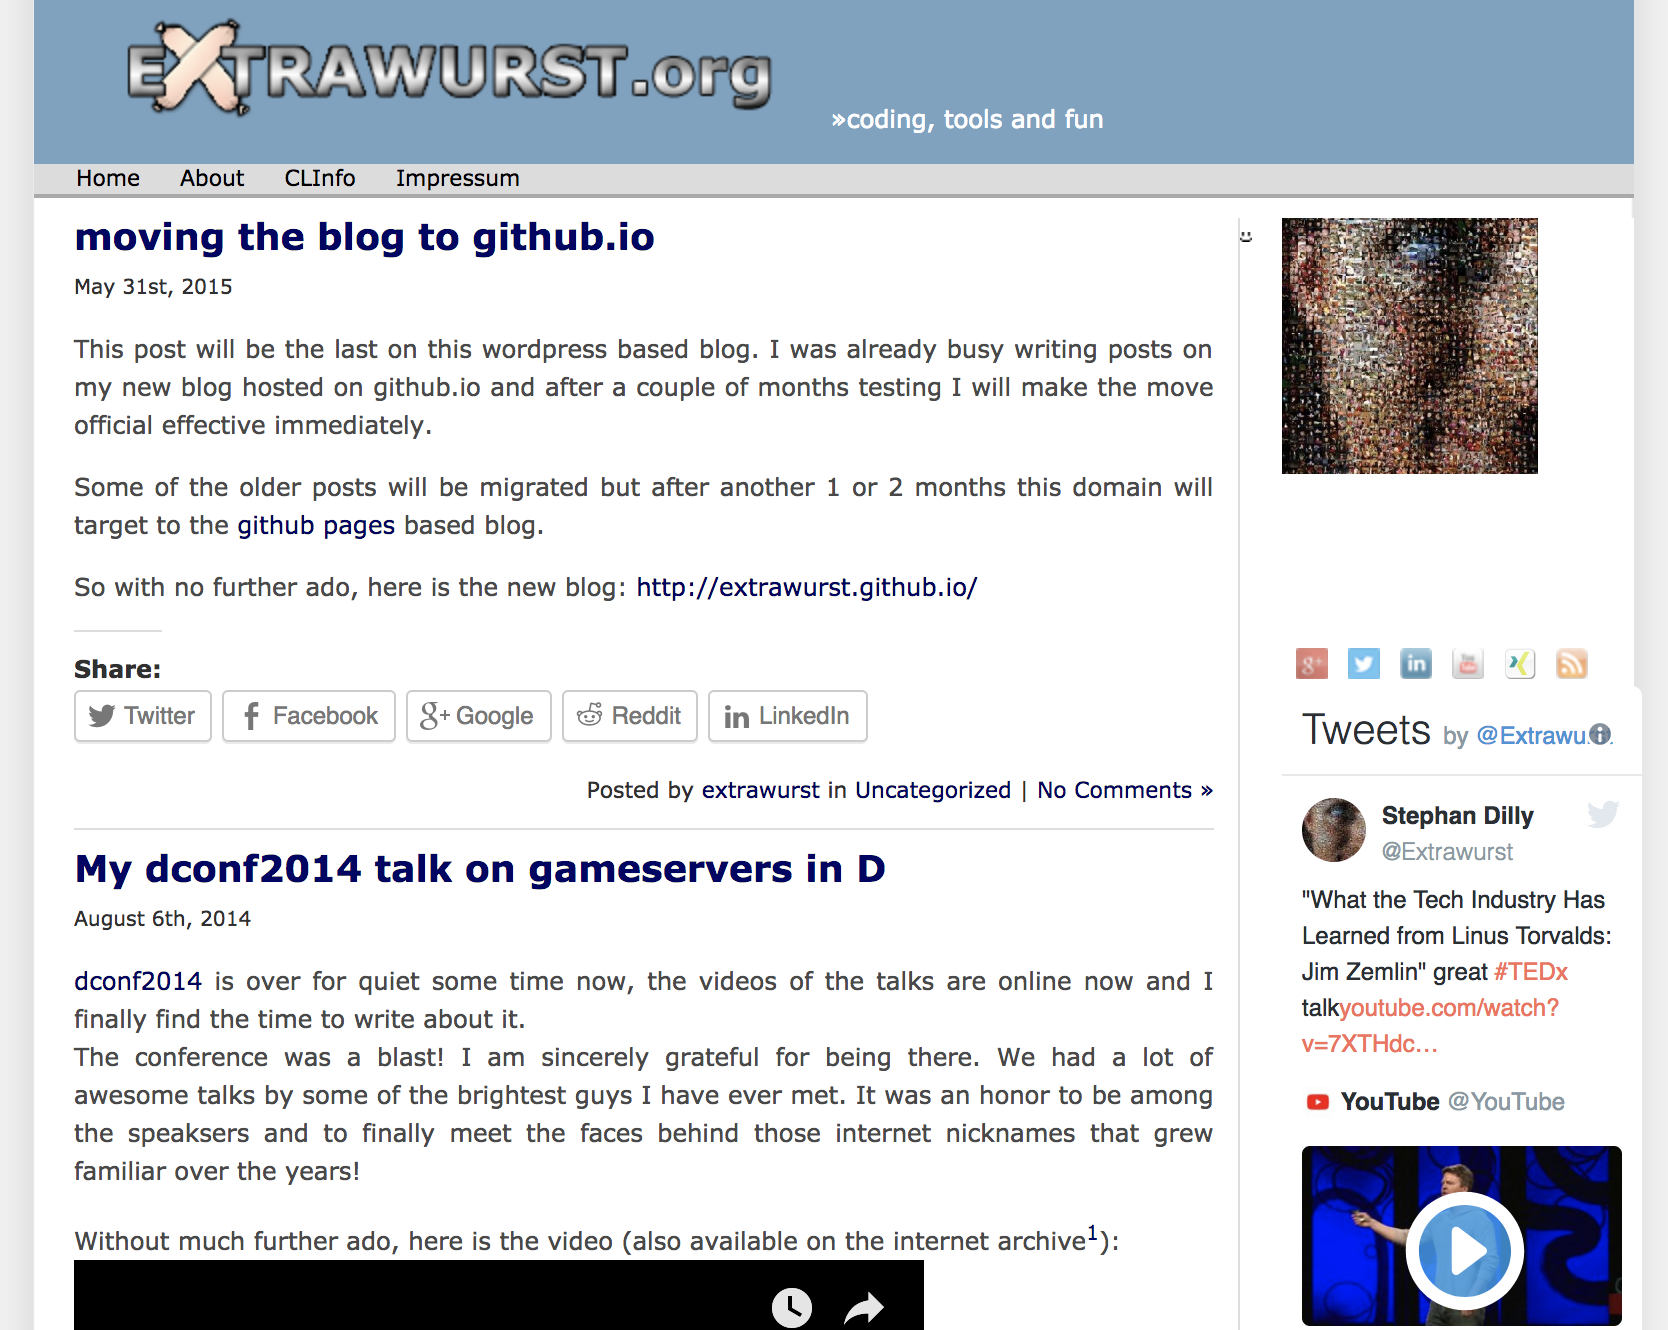 EXTRAWURST.org
»coding, tools and fun
Home About CLInfo Impressum
moving the blog to github.io
May 31st, 2015
This post will be the last on this wordpress based blog. I was already busy writing posts on
my new blog hosted on github.io and after a couple of months testing I will make the move
official effective immediately.
Some of the older posts will be migrated but after another 1 or 2 months this domain will
target to the github pages based blog.
So with no further ado, here is the new blog: http://extrawurst.github.io/
Share:
Twitter Facebook Google Reddit LinkedIn
Posted by extrawurst in Uncategorized | No Comments »
My dconf2014 talk on gameservers in D
August 6th, 2014
dconf2014 is over for quiet some time now, the videos of the talks are online now and I
finally find the time to write about it.
The conference was a blast! I am sincerely grateful for being there. We had a lot of
awesome talks by some of the brightest guys I have ever met. It was an honor to be among
the speaksers and to finally meet the faces behind those internet nicknames that grew
familiar over the years!
Without much further ado, here is the video (also available on the internet archive1):
Tweets by @Extrawu...
Stephan Dilly
@Extrawurst
"What the Tech Industry Has
Learned from Linus Torvalds:
Jim Zemlin" great #TEDx
talkyoutube.com/watch?
v=7XTHdc…
YouTube @YouTube